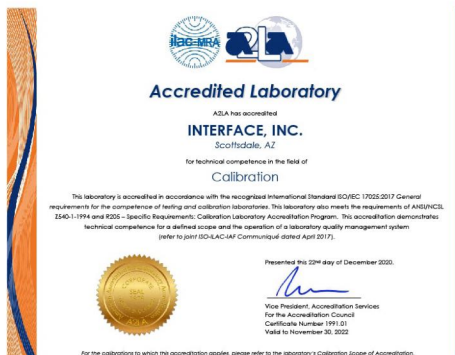 ilac-MRA
A2LA
Accredited Laboratory
A2LA has accredited
INTERFACE, INC.
Scottsdale, AZ
for technical competence in the field of
Calibration
This laboratory is accredited in accordance with the recognized International Standard ISO/IEC 17025:2017 General
requirements for the competence of testing and calibration laboratories. This laboratory also meets the requirements of ANSI/NCSL
Z540-1-1994 and R205 – Specific Requirements: Calibration Laboratory Accreditation Program. This accreditation demonstrates
technical competence for a defined scope and the operation of a laboratory quality management system
(refer to joint ISO-ILAC-IAF Communiqué dated April 2017).
Presented this 22nd day of December 2020.
Vice President, Accreditation Services
For the Accreditation Council
Certificate Number 1991.01
Valid to November 30, 2022
For the calibrations to which this accreditation applies, please refer to the laboratory's Calibration Scope of Accreditation.